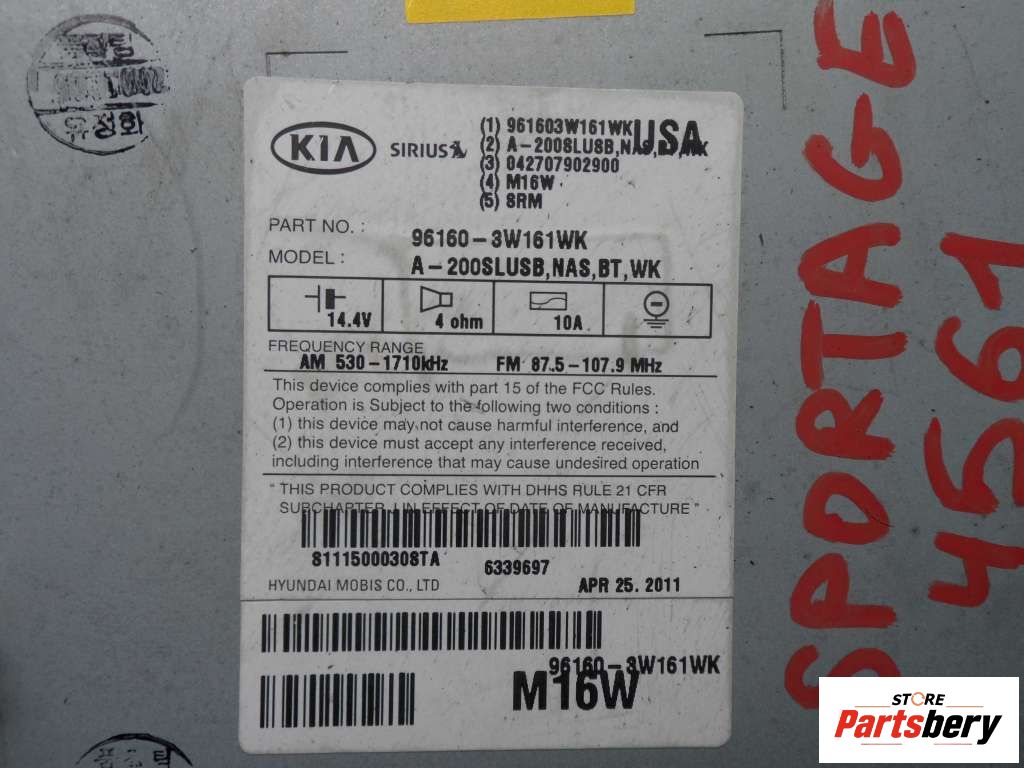 유정화
KIA SIRIUS
(1) 961603W161WK USA
(2) A-200SLUSB,NAS,
(3) 042707902900
(4) M16W
(5) 8RM
PART NO. : 96160-3W161WK
MODEL : A-200SLUSB,NAS,BT,WK
14.4V 4 ohm 10A
FREQUENCY RANGE
AM 530-1710kHz FM 87.5-107.9 MHz
This device complies with part 15 of the FCC Rules.
Operation is Subject to the following two conditions :
(1) this device may not cause harmful interference, and
(2) this device must accept any interference received,
including interference that may cause undesired operation
" THIS PRODUCT COMPLIES WITH DHHS RULE 21 CFR
SUBCHAPTER J IN EFFECT OF DATE OF MANUFACTURE "
81115000308TA
6339697
HYUNDAI MOBIS CO., LTD APR 25. 2011
96160-3W161WK
M16W
SPORTAGE
4561
STORE
Partsbery